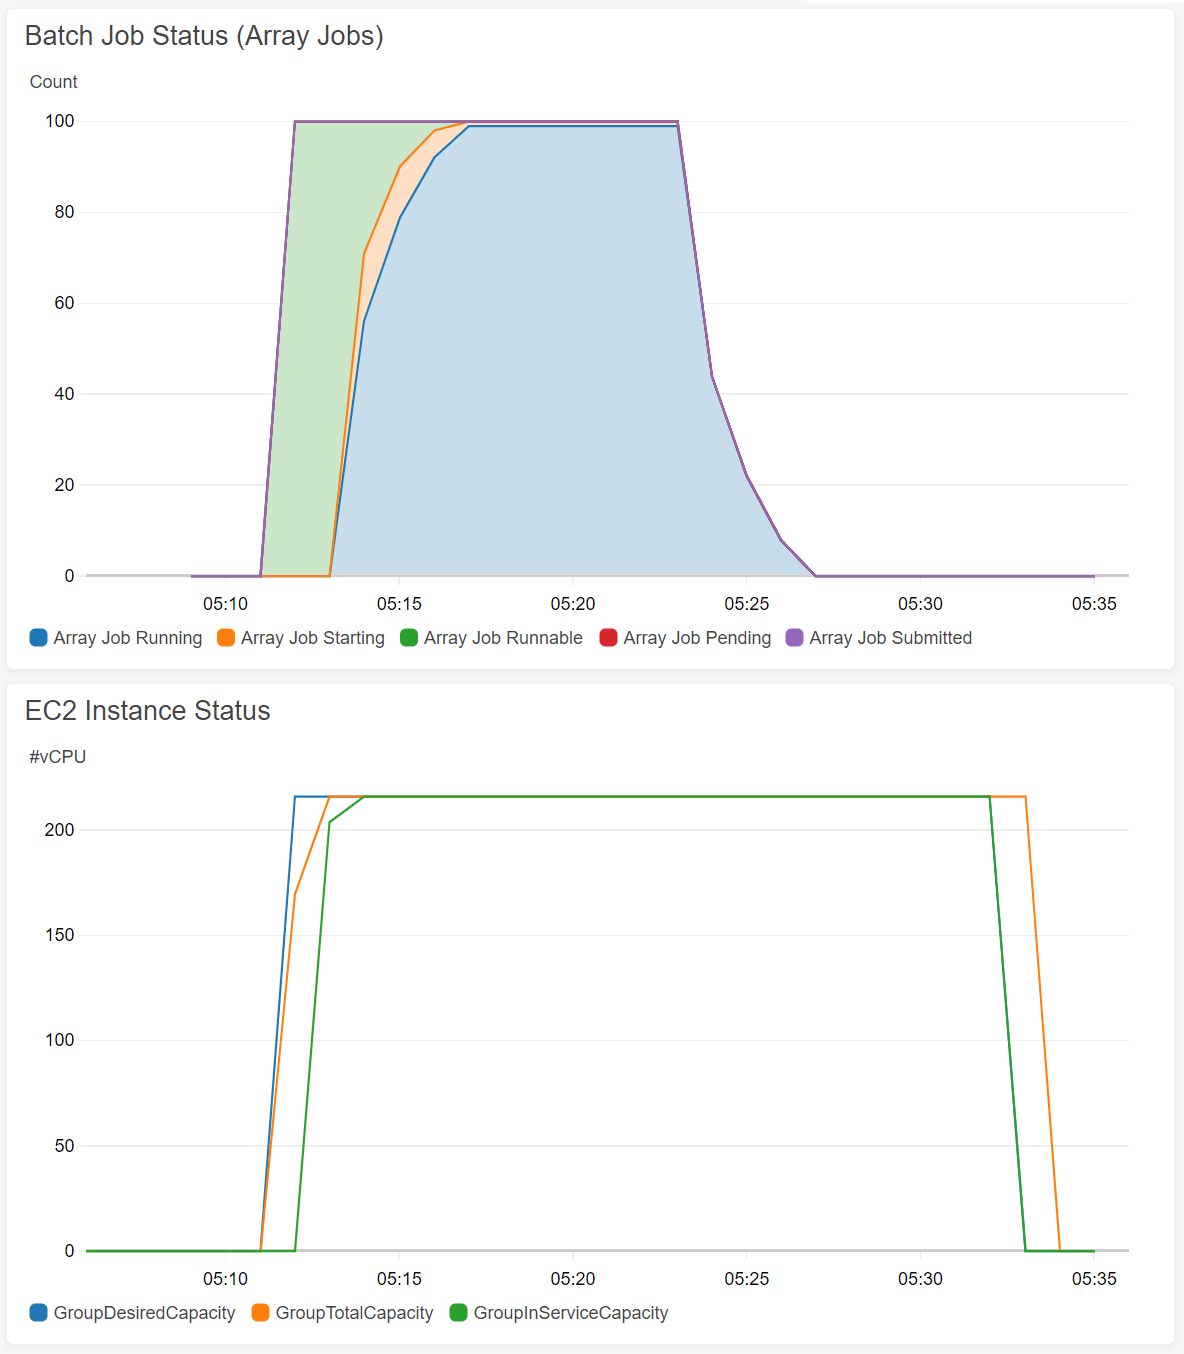 Batch Job Status (Array Jobs)
Count
100
80
60
40
20
0
05:10 05:15 05:20 05:25 05:30 05:35
Array Job Running Array Job Starting Array Job Runnable Array Job Pending Array Job Submitted
EC2 Instance Status
#vCPU
200
150
100
50
0
05:10 05:15 05:20 05:25 05:30 05:35
GroupDesiredCapacity GroupTotalCapacity GroupInServiceCapacity